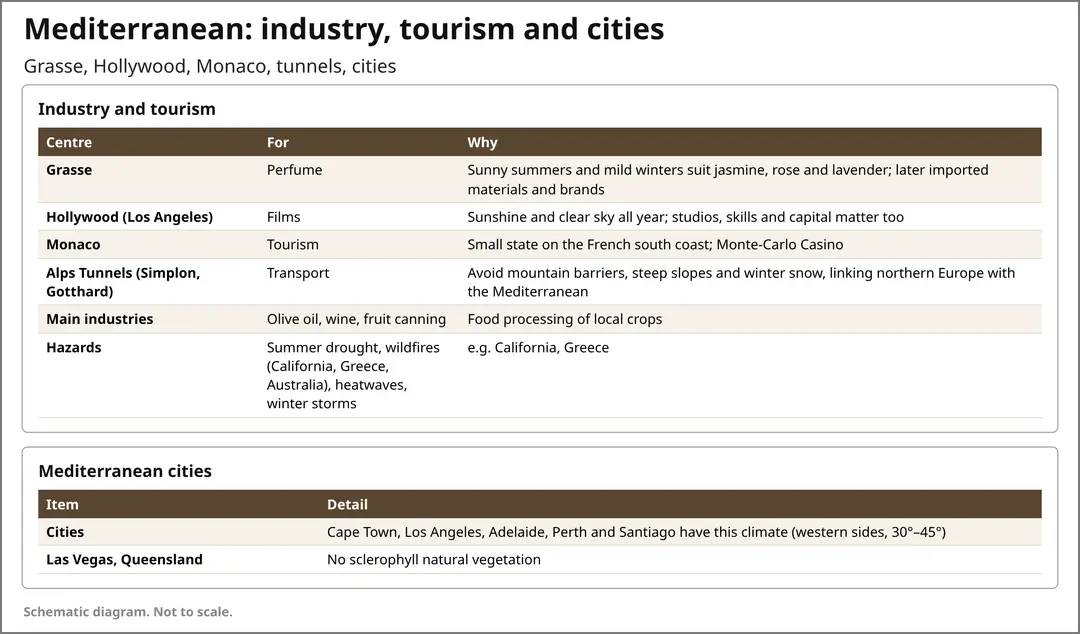 Mediterranean: industry, tourism and cities
Grasse, Hollywood, Monaco, tunnels, cities
Industry and tourism
Centre For Why
Grasse Perfume Sunny summers and mild winters suit jasmine, rose and lavender; later imported
materials and brands
Hollywood (Los Angeles) Films Sunshine and clear sky all year; studios, skills and capital matter too
Monaco Tourism Small state on the French south coast; Monte-Carlo Casino
Alps Tunnels (Simplon, Transport Avoid mountain barriers, steep slopes and winter snow, linking northern Europe with
Gotthard) the Mediterranean
Main industries Olive oil, wine, fruit canning Food processing of local crops
Hazards Summer drought, wildfires e.g. California, Greece
(California, Greece,
Australia), heatwaves,
winter storms
Mediterranean cities
Item Detail
Cities Cape Town, Los Angeles, Adelaide, Perth and Santiago have this climate (western sides, 30°–45°)
Las Vegas, Queensland No sclerophyll natural vegetation
Schematic diagram. Not to scale.